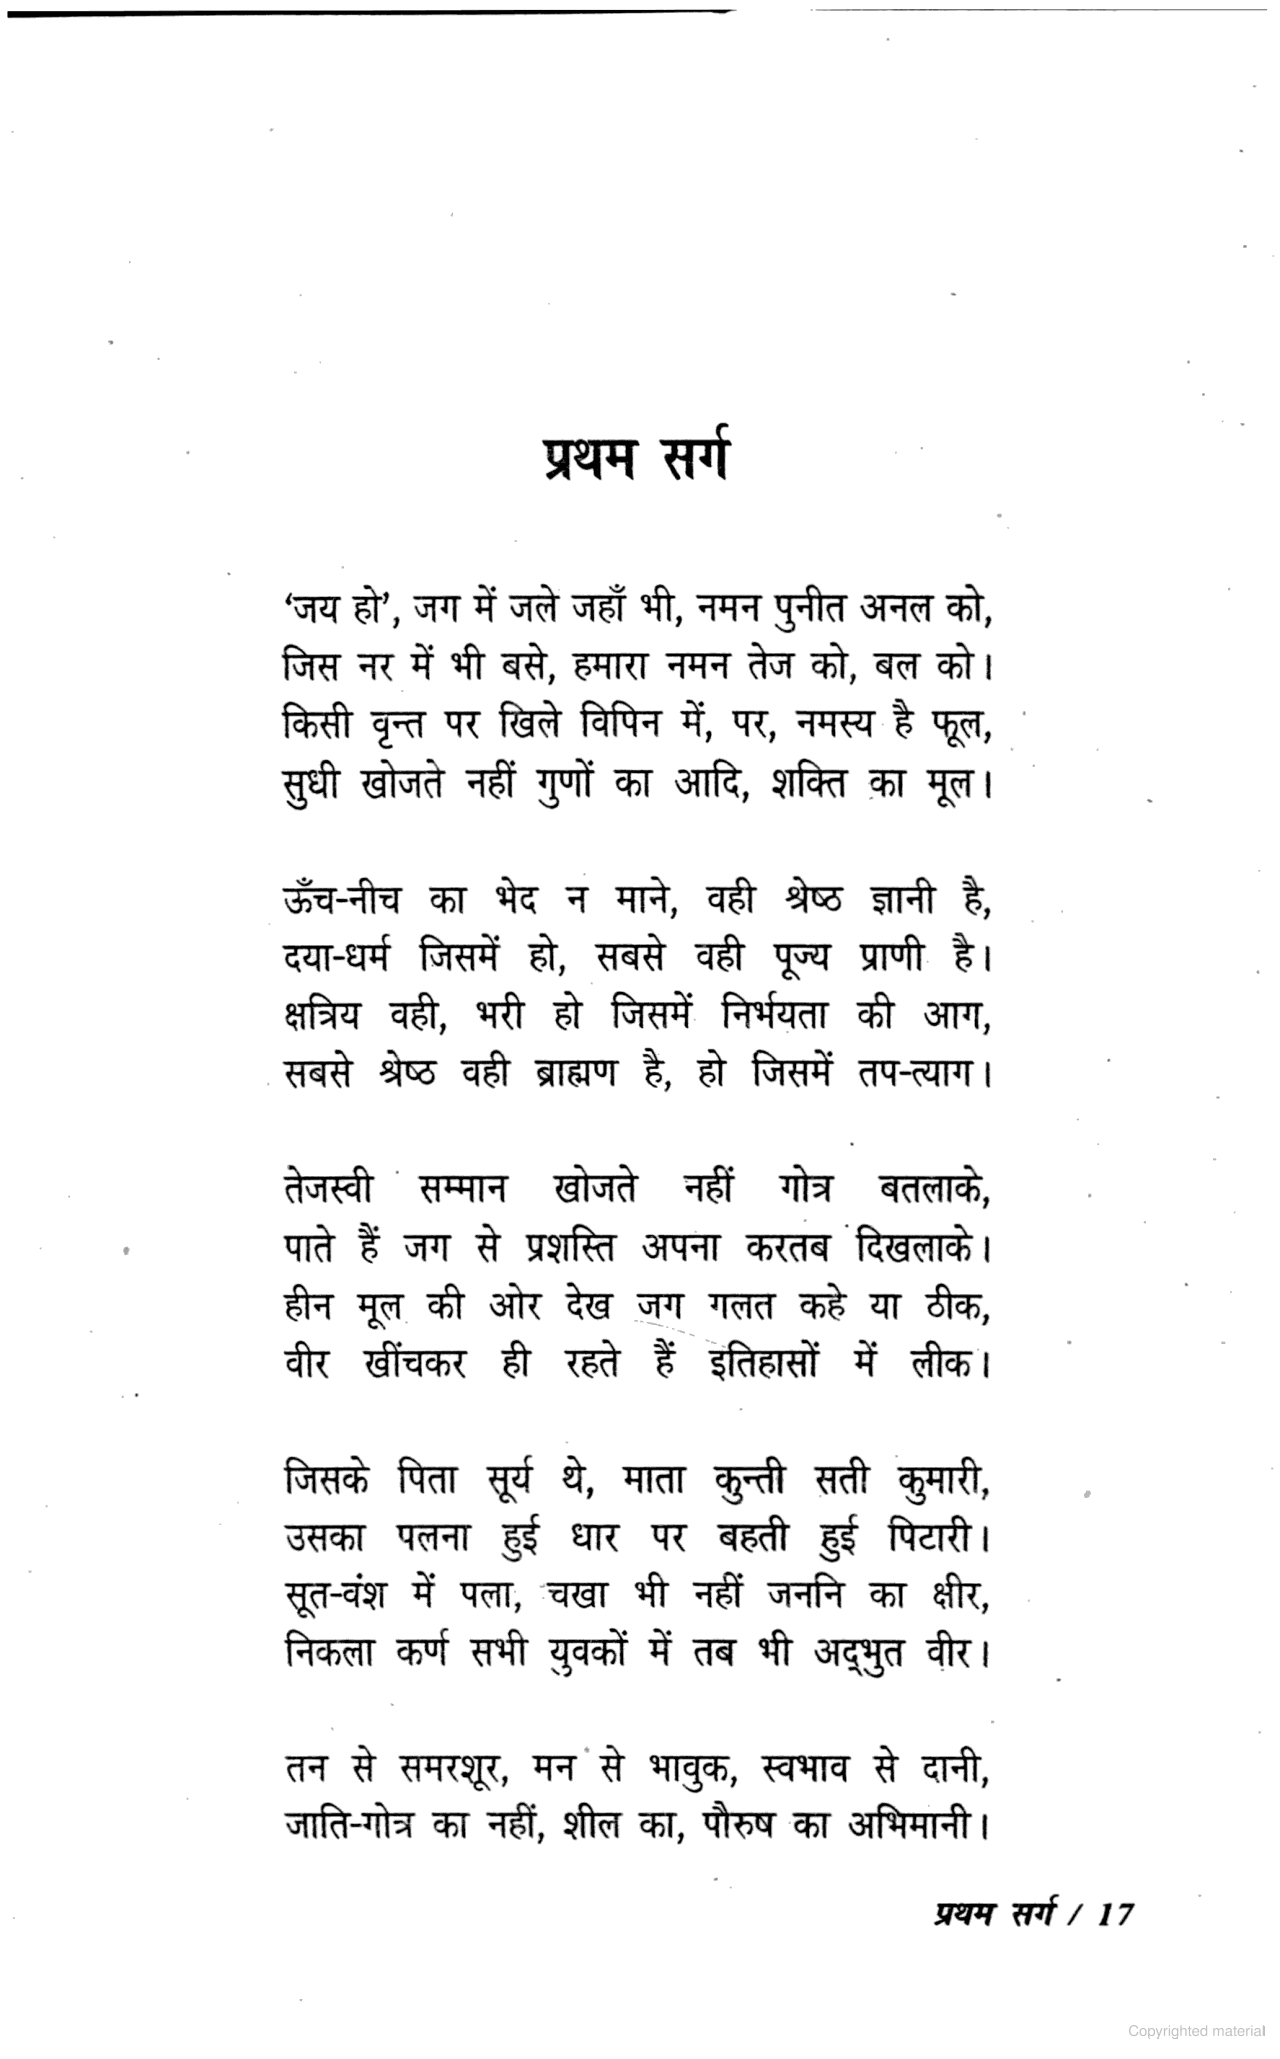 प्रथम सर्ग
‘जय हो’, जग में जले जहाँ भी, नमन पुनीत अनल को,
जिस नर में भी बसे, हमारा नमन तेज को, बल को।
किसी वृन्त पर खिले विपिन में, पर, नमस्य है फूल,
सुधी खोजते नहीं गुणों का आदि, शक्ति का मूल।
ऊँच-नीच का भेद न माने, वही श्रेष्ठ ज्ञानी है,
दया-धर्म जिसमें हो, सबसे वही पूज्य प्राणी है।
क्षत्रिय वही, भरी हो जिसमें निर्भयता की आग,
सबसे श्रेष्ठ वही ब्राह्मण है, हो जिसमें तप-त्याग।
तेजस्वी सम्मान खोजते नहीं गोत्र बतलाके,
पाते हैं जग से प्रशस्ति अपना करतब दिखलाके।
हीन मूल की ओर देख जग गलत कहे या ठीक,
वीर खींचकर ही रहते हैं इतिहासों में लीक।
जिसके पिता सूर्य थे, माता कुन्ती सती कुमारी,
उसका पलना हुई धार पर बहती हुई पिटारी।
सूत-वंश में पला, चखा भी नहीं जननि का क्षीर,
निकला कर्ण सभी युवकों में तब भी अद्‌भुत वीर।
तन से समरशूर, मन से भावुक, स्वभाव से दानी,
जाति-गोत्र का नहीं, शील का, पौरुष का अभिमानी।
प्रथम सर्ग / 17
Copyrighted material